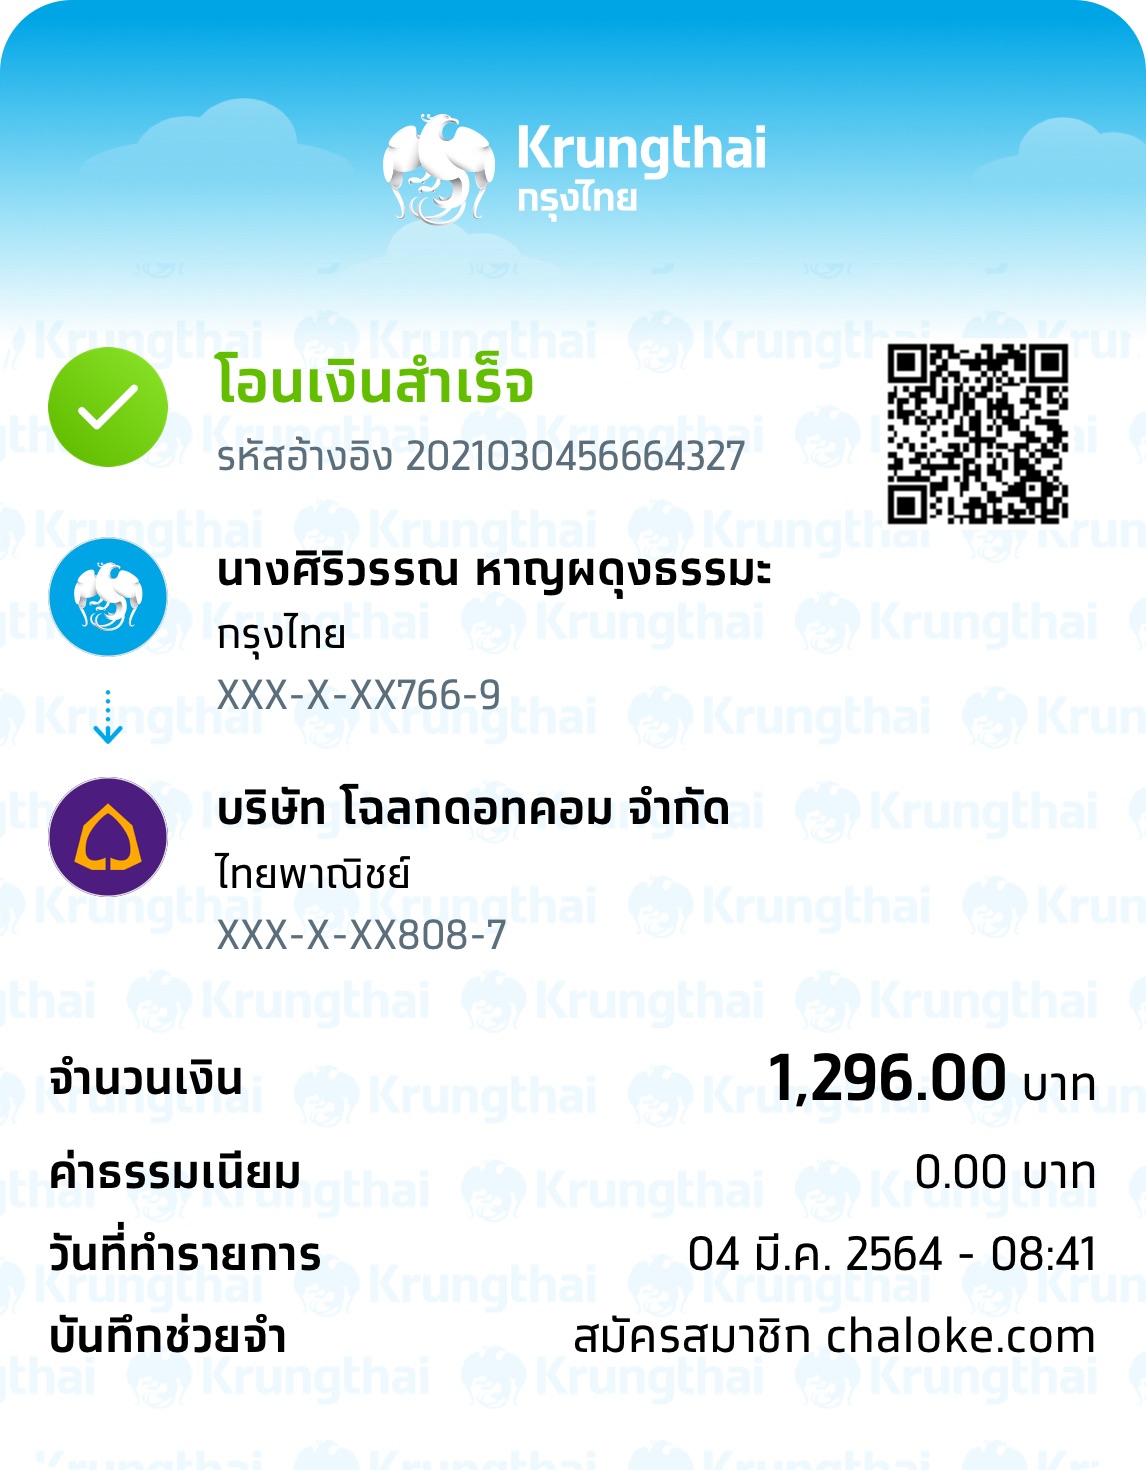 Krungthai
กรุงไทย
โอนเงินสำเร็จ
รหัสอ้างอิง 2021030456664327
นางศิริวรรณ หาญผดุงธรรมะ
กรุงไทย
XXX-X-XX766-9
บริษัท โฉลกดอทคอม จำกัด
ไทยพาณิชย์
XXX-X-XX808-7
จำนวนเงิน 1,296.00 บาท
ค่าธรรมเนียม 0.00 บาท
วันที่ทำรายการ 04 มี.ค. 2564 - 08:41
บันทึกช่วยจำ สมัครสมาชิก chaloke.com